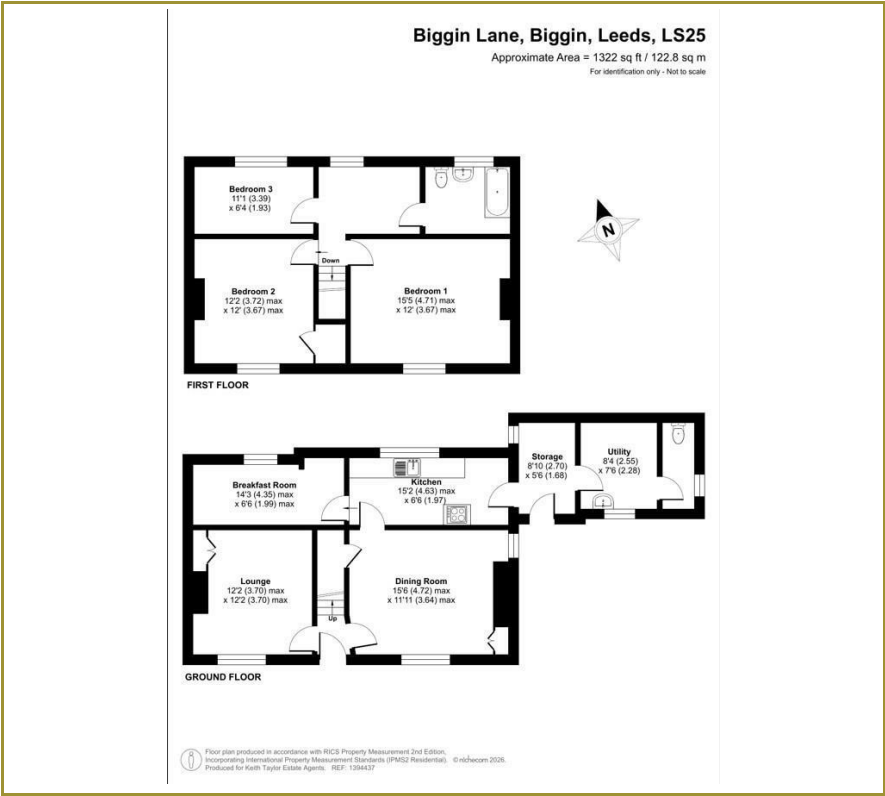 Biggin Lane, Biggin, Leeds, LS25
Approximate Area = 1322 sq ft / 122.8 sq m
For identification only - Not to scale
Bedroom 3
11'1 (3.39)
x 6'4 (1.93)
N
Down
Bedroom 2
12'2 (3.72) max
x 12' (3.67) max
Bedroom 1
15'5 (4.71) max
x 12' (3.67) max
FIRST FLOOR
Storage
8'10 (2.70)
x 5'6 (1.68)
Utility
8'4 (2.55)
x 7'6 (2.28)
Breakfast Room
14'3 (4.35) max
x 6'6 (1.99) max
Kitchen
15'2 (4.63) max
x 6'6 (1.97)
Lounge
12'2 (3.70) max
x 12'2 (3.70) max
Up
Dining Room
15'6 (4.72) max
x 11'11 (3.64) max
GROUND FLOOR
Floor plan produced in accordance with RICS Property Measurement 2nd Edition,
Incorporating International Property Measurement Standards (IPMS2 Residential). © nichecom 2026.
Produced for Keith Taylor Estate Agents. REF: 1394437